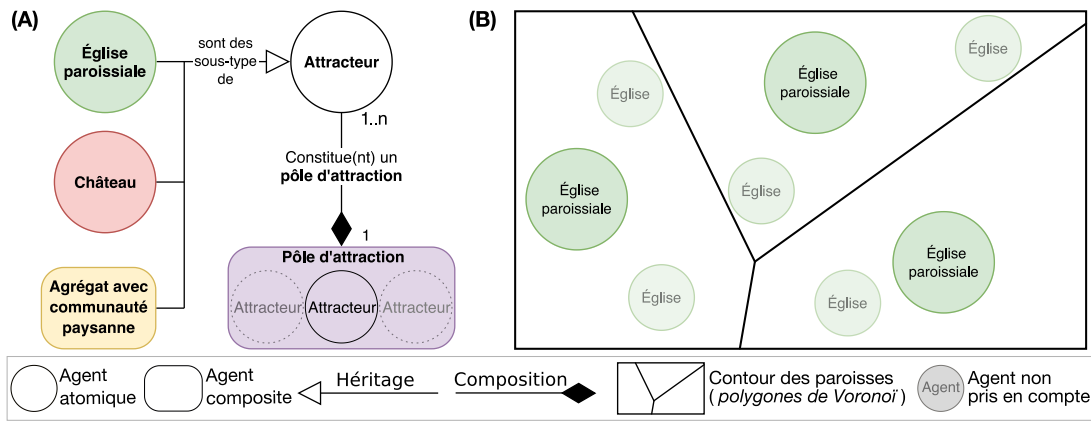 (A)
Église
paroissiale
sont des
sous-type
de
Attracteur
1..n
Château
Constitue(nt) un
pôle d'attraction
1
Agrégat avec
communauté
paysanne
Pôle d'attraction
Attracteur
Attracteur
Attracteur
(B)
Église
Église
Église
paroissiale
Église
paroissiale
Église
Église
paroissiale
Église
Église
Agent
atomique
Agent
composite
Héritage
Composition
Contour des paroisses
(polygones de Voronoï)
Agent
Agent non
pris en compte